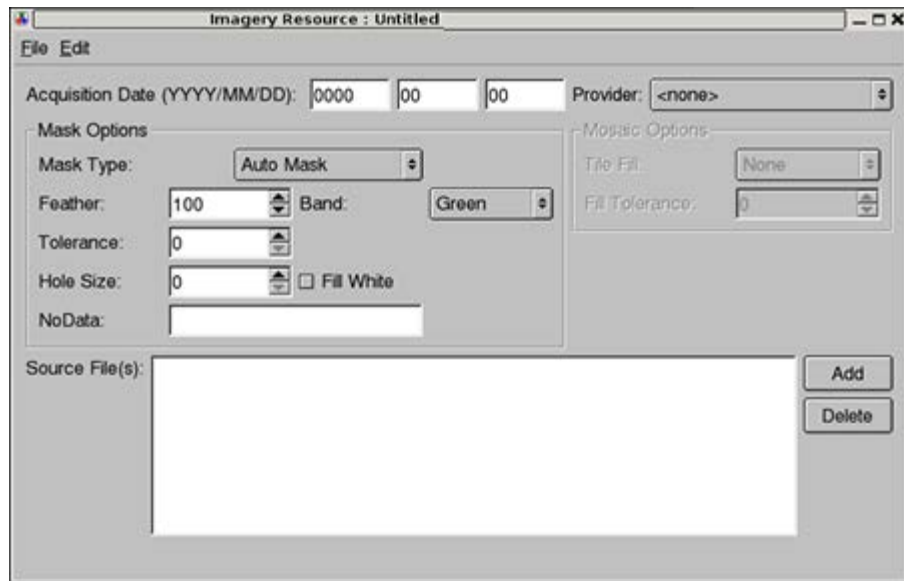 Imagery Resource : Untitled
File Edit
Acquisition Date (YYYY/MM/DD): 0000 00 00 Provider: <none>
Mask Options
Mosaic Options
Mask Type: Auto Mask
Tile Fill: None
Feather: 100 Band: Green
Fill Tolerance: 0
Tolerance: 0
Hole Size: 0 Fill White
NoData:
Source File(s):
Add
Delete